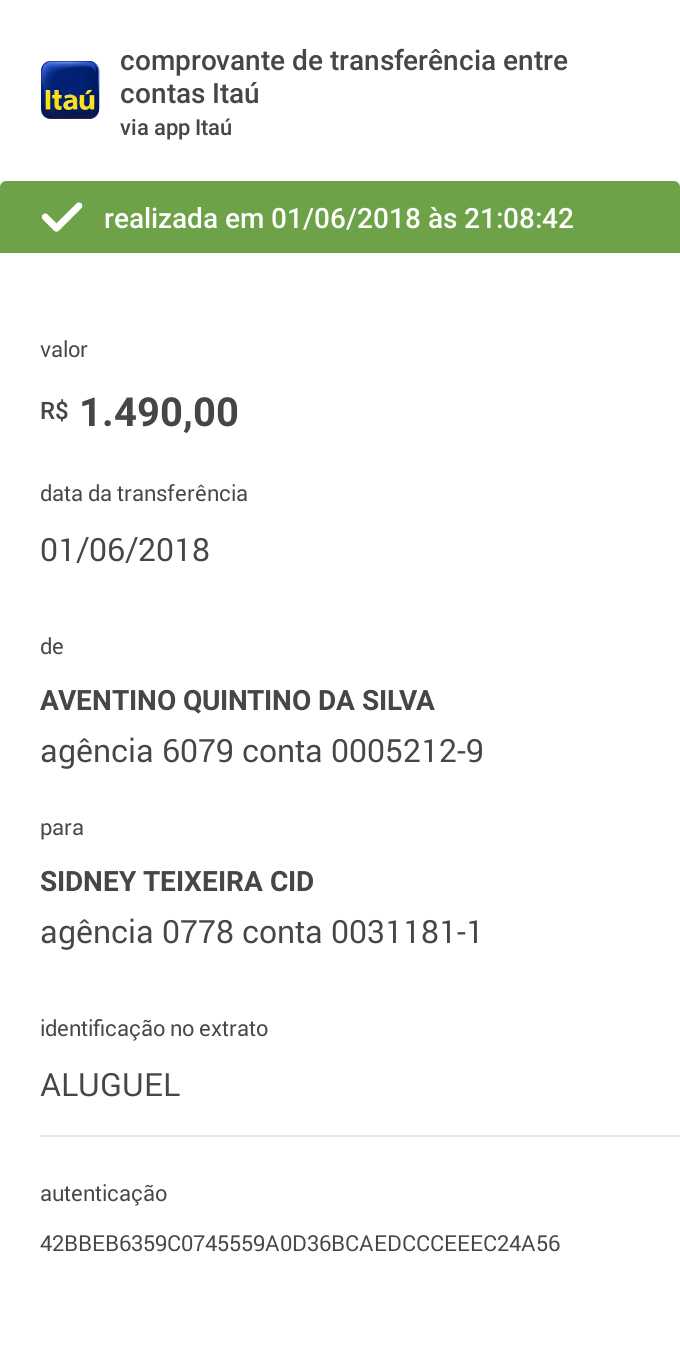 Itaú
comprovante de transferência entre
contas Itaú
via app Itaú
realizada em 01/06/2018 às 21:08:42
valor
R$ 1.490,00
data da transferência
01/06/2018
de
AVENTINO QUINTINO DA SILVA
agência 6079 conta 0005212-9
para
SIDNEY TEIXEIRA CID
agência 0778 conta 0031181-1
identificação no extrato
ALUGUEL
autenticação
42BBEB6359C0745559A0D36BCAEDCCCEEEC24A56